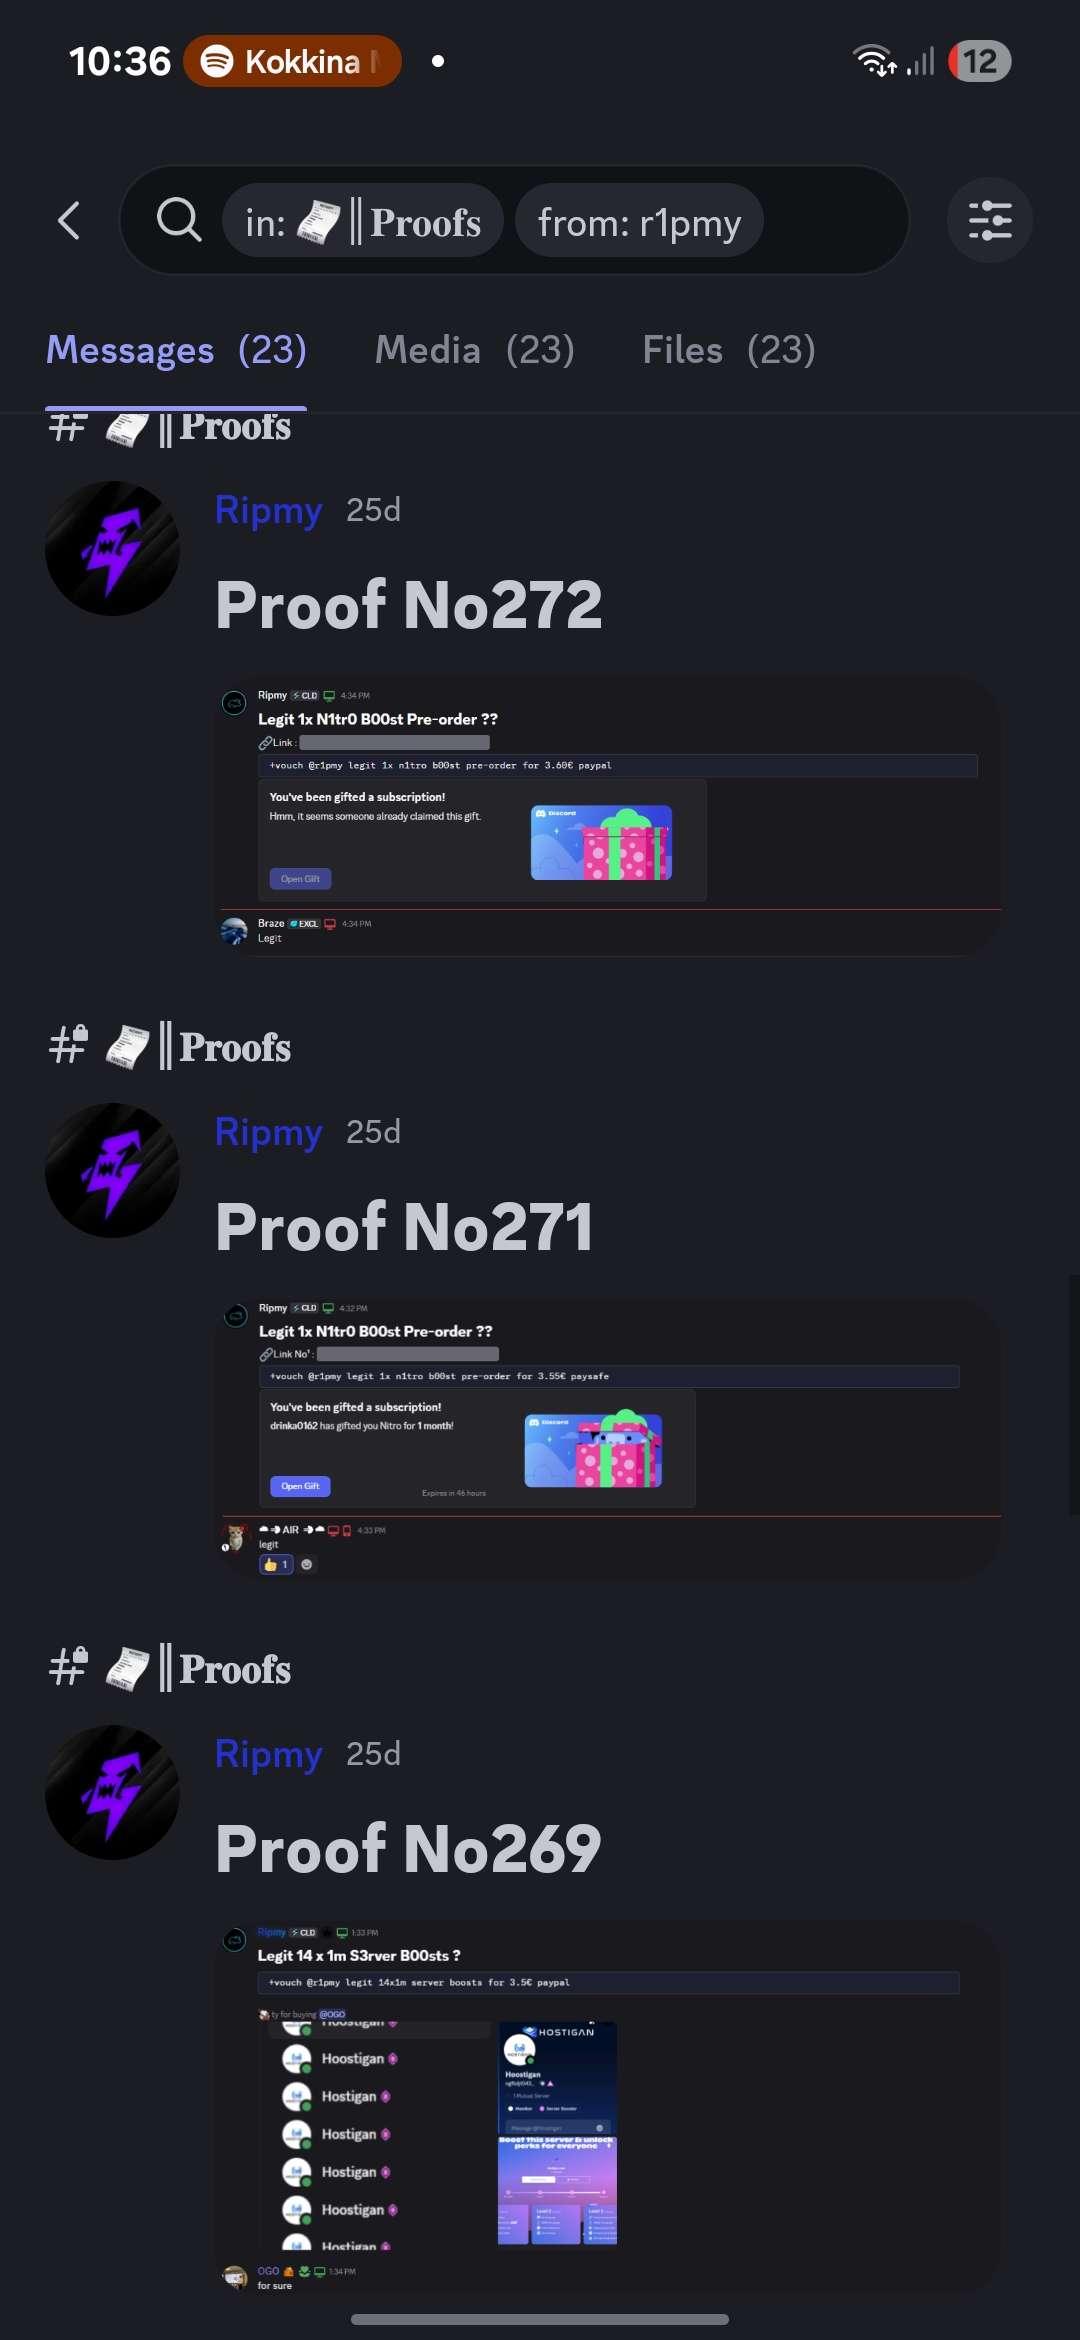 10:36 Kokkina 12
in: ‖Proofs from: r1pmy
Messages (23) Media (23) Files (23)
‖Proofs
Ripmy 25d
Proof No272
Ripmy CLD 4:34 PM
Legit 1x N1tr0 B00st Pre-order ??
Link :
+vouch @r1pmy legit 1x n1tro b00st pre-order for 3.60€ paypal
You've been gifted a subscription!
Hmm, it seems someone already claimed this gift.
Discord
Open Gift
Braze EXCL 4:34 PM
Legit
‖Proofs
Ripmy 25d
Proof No271
Ripmy CLD 4:32 PM
Legit 1x N1tr0 B00st Pre-order ??
Link No¹ :
+vouch @r1pmy legit 1x n1tro b00st pre-order for 3.55€ paysafe
You've been gifted a subscription!
drinka0162 has gifted you Nitro for 1 month!
Discord
Open Gift
Expires in 46 hours
AIR 4:33 PM
legit
1
‖Proofs
Ripmy 25d
Proof No269
Ripmy CLD 1:33 PM
Legit 14 x 1m S3rver B00sts ?
+vouch @r1pmy legit 14x1m server boosts for 3.5€ paypal
ty for buying @OGO
Hoostigan
Hoostigan
Hostigan
Hostigan
Hostigan
Hoostigan
Hostigan
HOSTIGAN
Hoostigan
1 Mutual Server
Server Booster
Message @Hoostigan
Boost this server & unlock
perks for everyone
OGO 1:34 PM
for sure